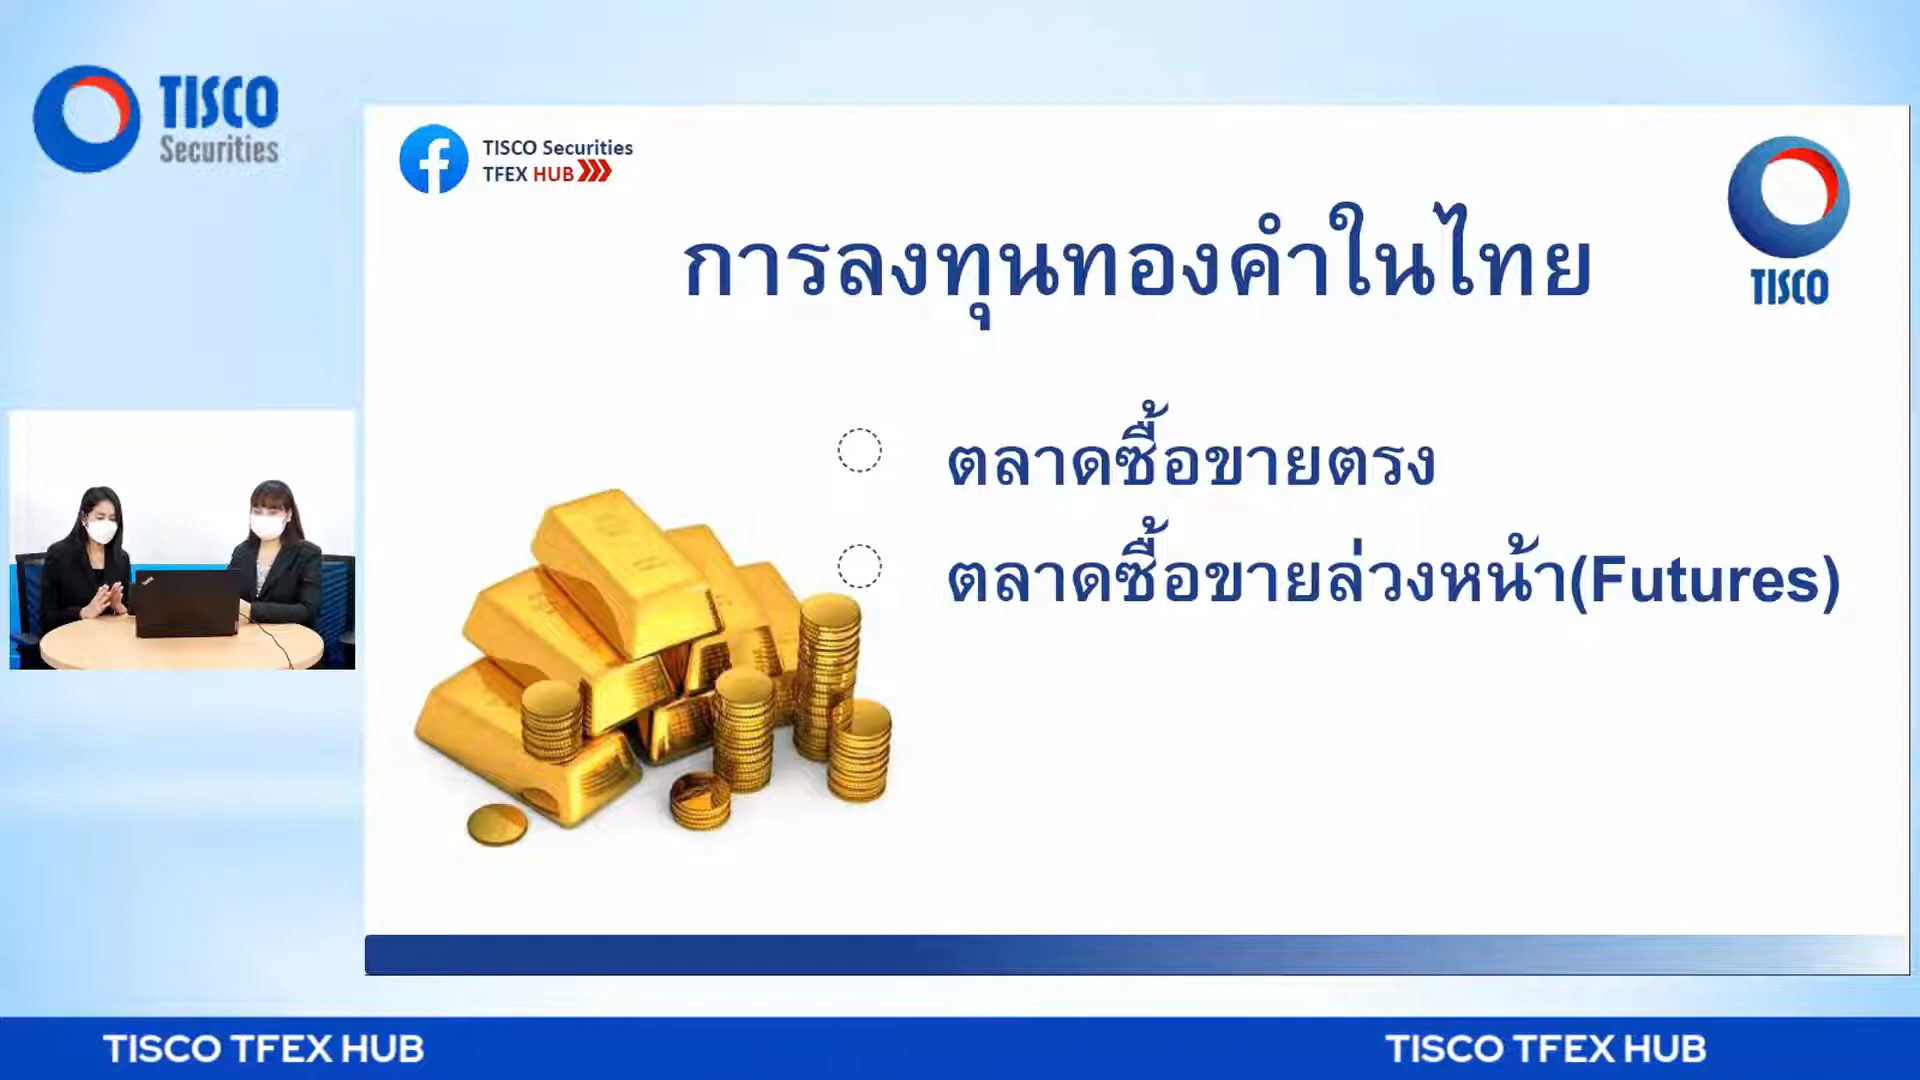 TISCO
Securities
TISCO Securities
TFEX HUB
TISCO
การลงทุนทองคำในไทย
ตลาดซื้อขายตรง
ตลาดซื้อขายล่วงหน้า(Futures)
TISCO TFEX HUB
TISCO TFEX HUB